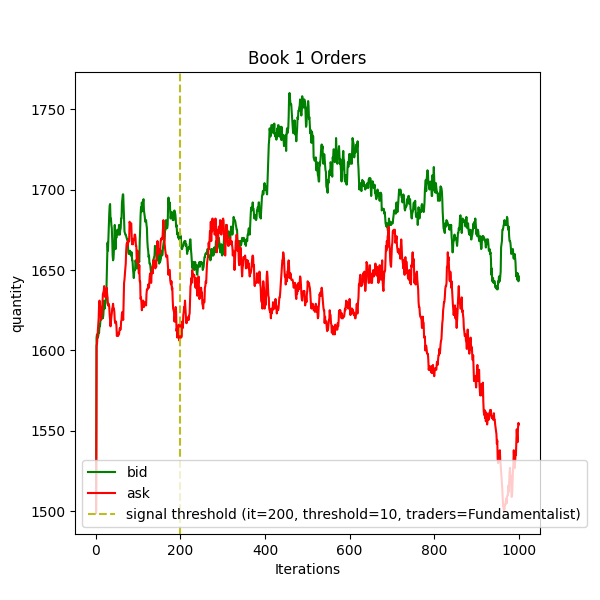 Book 1 Orders
quantity
1750
1700
1650
1600
1550
1500
bid
ask
signal threshold (it=200, threshold=10, traders=Fundamentalist)
0 200 400 600 800 1000
Iterations